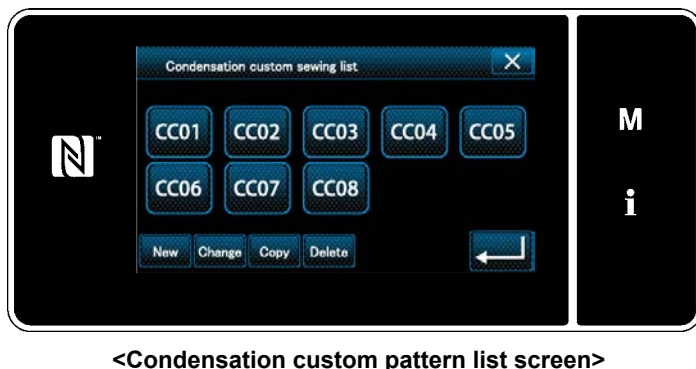 Condensation custom sewing list
CC01 CC02 CC03 CC04 CC05
CC06 CC07 CC08
New Change Copy Delete
M
i
<Condensation custom pattern list screen>